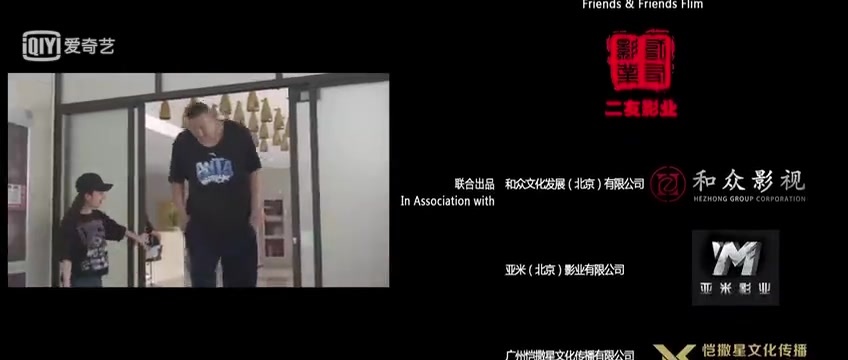 Friends & Friends Flim
iQIYI 爱奇艺
二友影业
ANTA
联合出品
In Association with
和众文化发展（北京）有限公司
和众影视
HEZHONG GROUP CORPORATION
亚米（北京）影业有限公司
YM
亚米影业
广州恺撒星文化传播有限公司
恺撒星文化传播